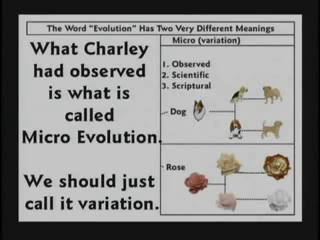 The Word "Evolution" Has Two Very Different Meanings
What Charley
had observed
is what is
called
Micro Evolution.
We should just
call it variation.
Micro (variation)
1. Observed
2. Scientific
3. Scriptural
Dog
Rose